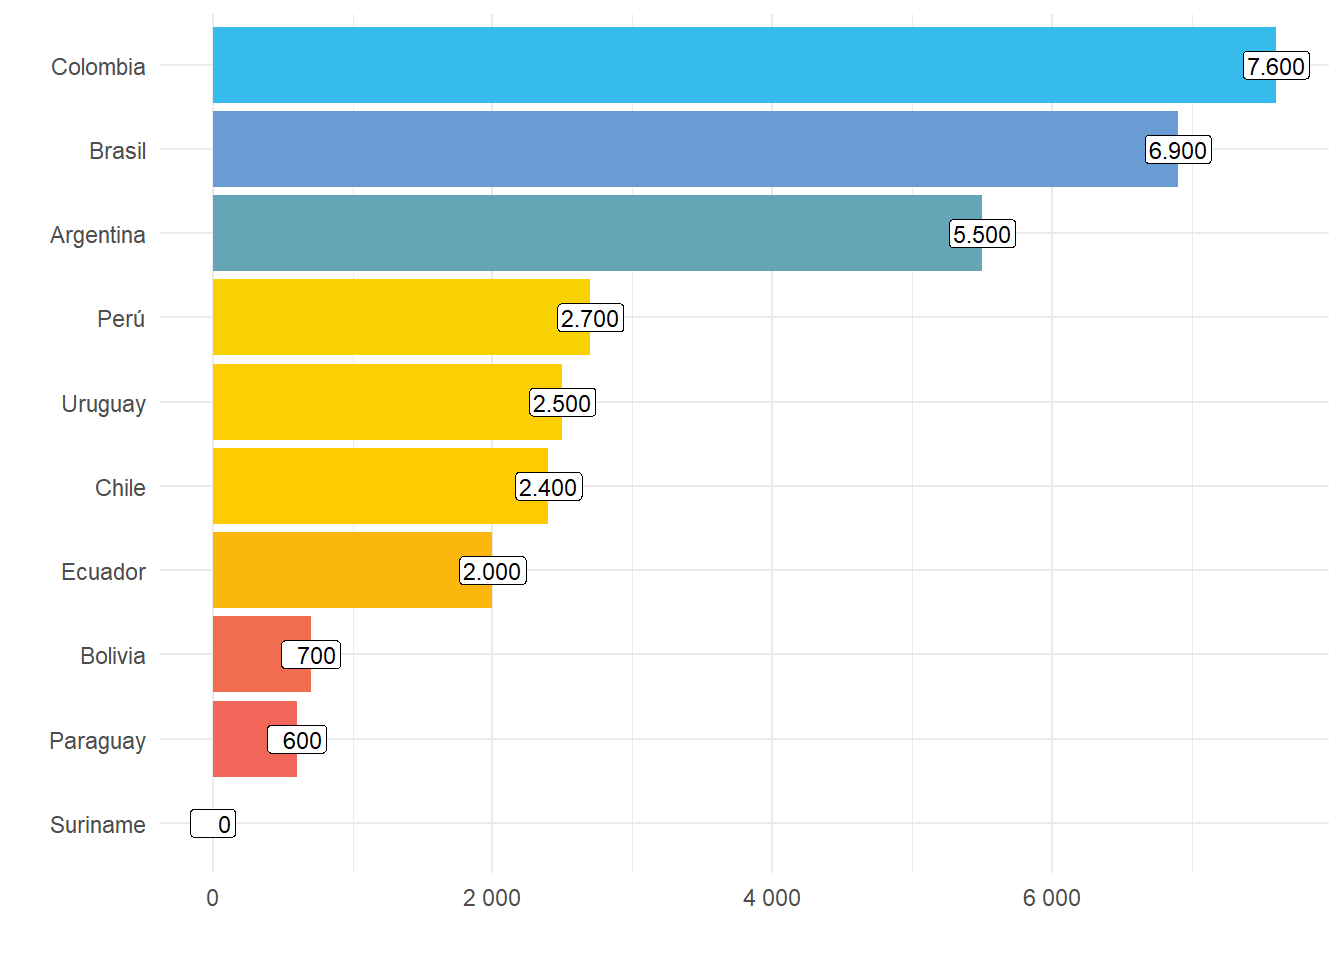 Colombia 7.600
Brasil 6.900
Argentina 5.500
Perú 2.700
Uruguay 2.500
Chile 2.400
Ecuador 2.000
Bolivia 700
Paraguay 600
Suriname 0
0 2 000 4 000 6 000